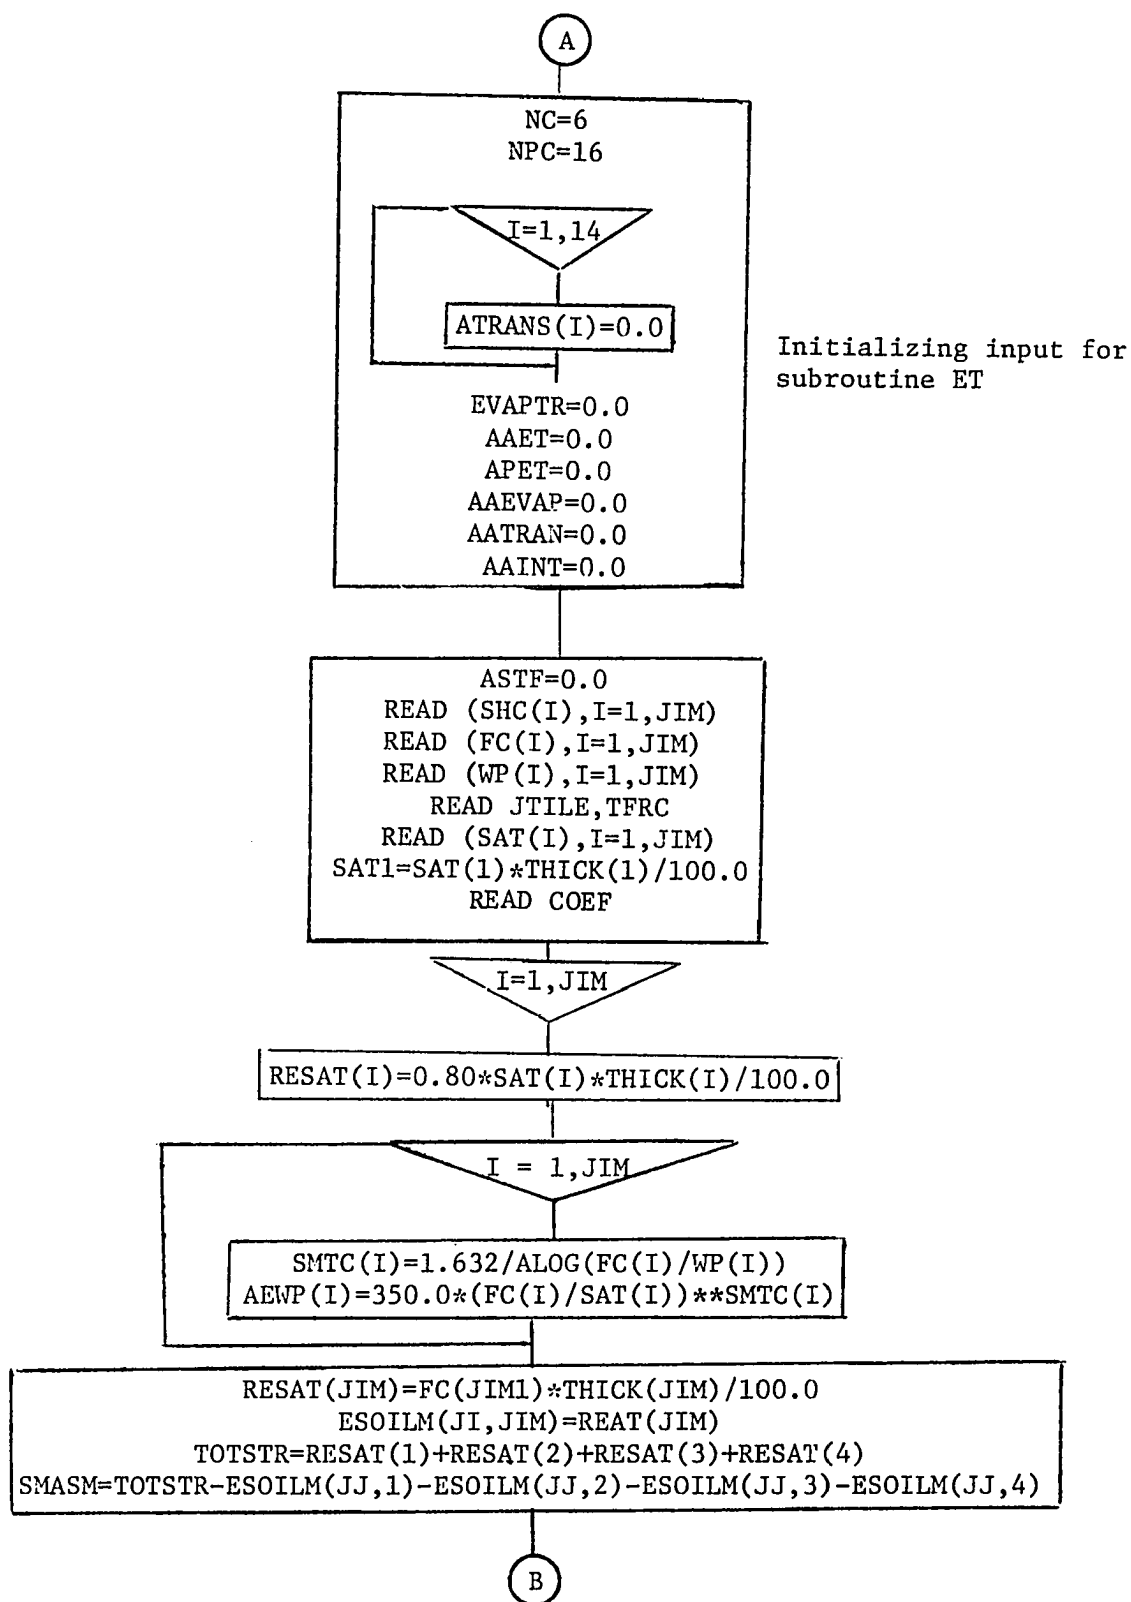 A
NC=6
NPC=16
I=1,14
ATRANS(I)=0.0
Initializing input for
subroutine ET
EVAPTR=0.0
AAET=0.0
APET=0.0
AAEVAP=0.0
AATRAN=0.0
AAINT=0.0
ASTF=0.0
READ (SHC(I),I=1,JIM)
READ (FC(I),I=1,JIM)
READ (WP(I),I=1,JIM)
READ JTILE,TFRC
READ (SAT(I),I=1,JIM)
SAT1=SAT(1)*THICK(1)/100.0
READ COEF
I=1,JIM
RESAT(I)=0.80*SAT(I)*THICK(I)/100.0
I = 1,JIM
SMTC(I)=1.632/ALOG(FC(I)/WP(I))
AEWP(I)=350.0*(FC(I)/SAT(I))**SMTC(I)
RESAT(JIM)=FC(JIM1)*THICK(JIM)/100.0
ESOILM(JI,JIM)=REAT(JIM)
TOTSTR=RESAT(1)+RESAT(2)+RESAT(3)+RESAT(4)
SMASM=TOTSTR-ESOILM(JJ,1)-ESOILM(JJ,2)-ESOILM(JJ,3)-ESOILM(JJ,4)
B